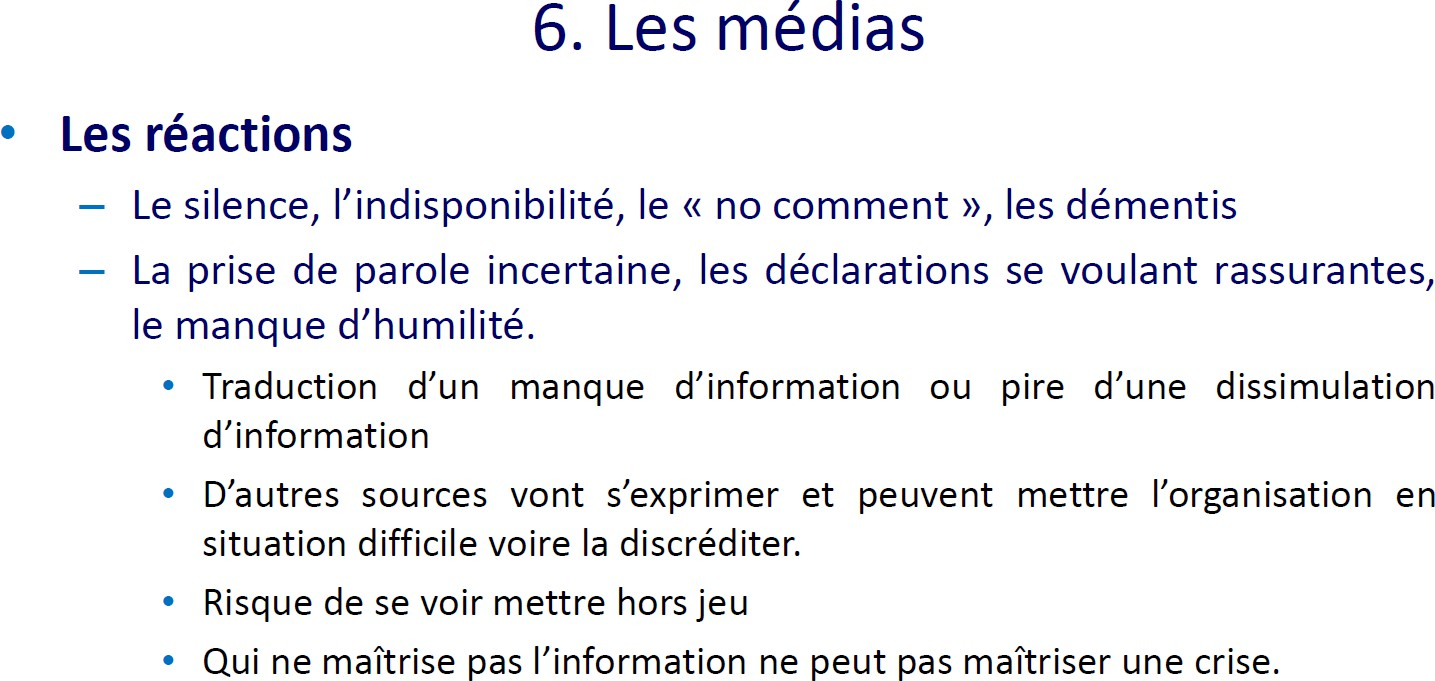 6. Les médias
• Les réactions
– Le silence, l’indisponibilité, le « no comment », les démentis
– La prise de parole incertaine, les déclarations se voulant rassurantes,
le manque d’humilité.
• Traduction d’un manque d’information ou pire d’une dissimulation
d’information
• D’autres sources vont s’exprimer et peuvent mettre l’organisation en
situation difficile voire la discréditer.
• Risque de se voir mettre hors jeu
• Qui ne maîtrise pas l’information ne peut pas maîtriser une crise.